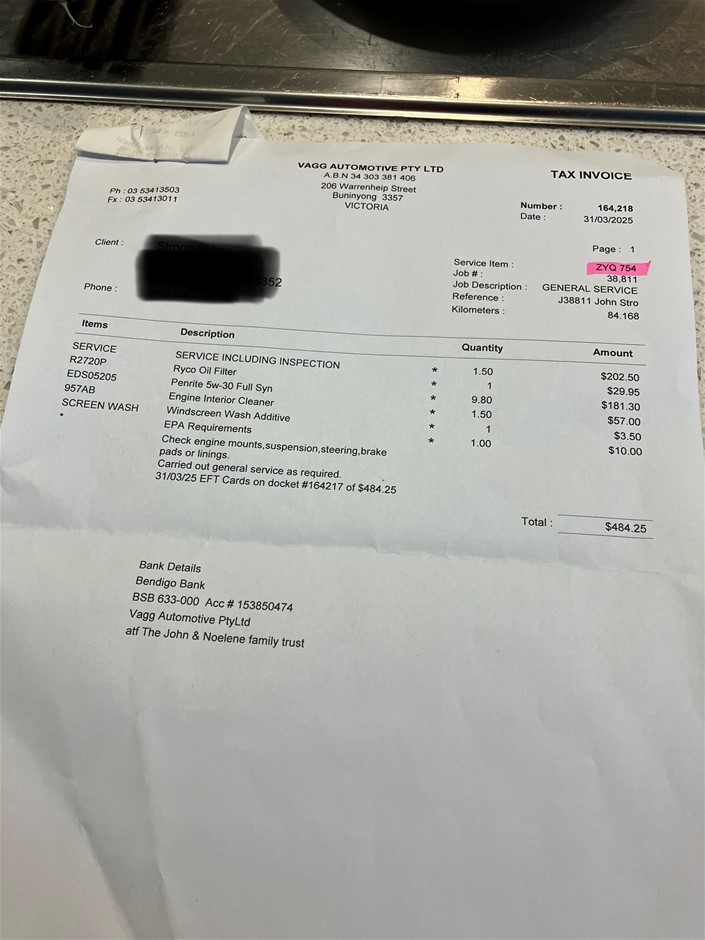 VAGG AUTOMOTIVE PTY LTD
A.B.N 34 303 381 406
206 Warrenheip Street
Buninyong 3357
VICTORIA
TAX INVOICE
Ph : 03 53413503
Fx : 03 53413011
Number : 164,218
Date : 31/03/2025
Page : 1
Client :
Phone :
352
Service Item : ZYQ 754
Job # : 38,811
Job Description : GENERAL SERVICE
Reference : J38811 John Stro
Kilometers : 84.168
Items Description Quantity Amount
SERVICE SERVICE INCLUDING INSPECTION * 1.50 $202.50
R2720P Ryco Oil Filter * 1 $29.95
EDS05205 Penrite 5w-30 Full Syn * 9.80 $181.30
957AB Engine Interior Cleaner * 1.50 $57.00
SCREEN WASH Windscreen Wash Additive * 1 $3.50
* EPA Requirements * 1.00 $10.00
Check engine mounts,suspension,steering,brake
pads or linings.
Carried out general service as required.
31/03/25 EFT Cards on docket #164217 of $484.25
Total : $484.25
Bank Details
Bendigo Bank
BSB 633-000 Acc # 153850474
Vagg Automotive PtyLtd
atf The John & Noelene family trust